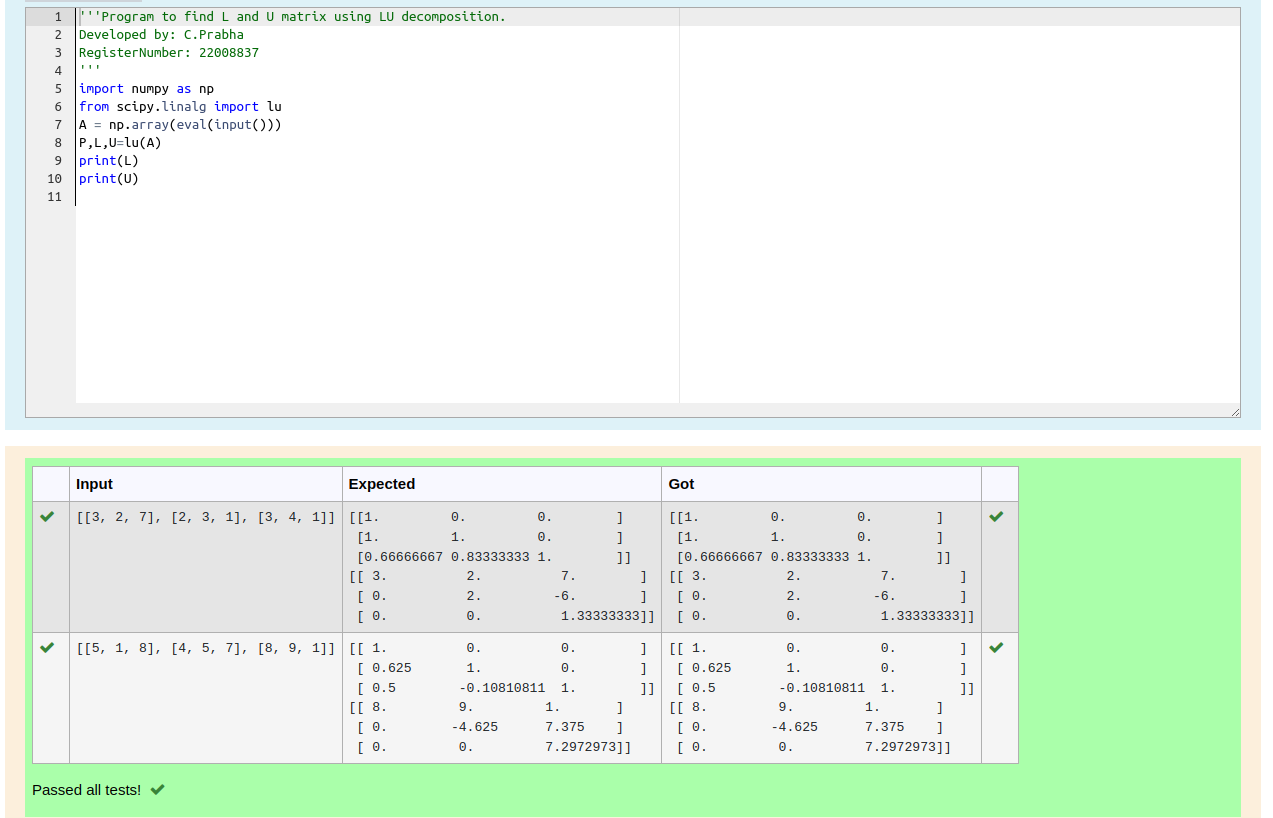 1 '''Program to find L and U matrix using LU decomposition.
2 Developed by: C.Prabha
3 RegisterNumber: 22008837
4 '''
5 import numpy as np
6 from scipy.linalg import lu
7 A = np.array(eval(input()))
8 P,L,U=lu(A)
9 print(L)
10 print(U)
11
Input Expected Got
[[3, 2, 7], [2, 3, 1], [3, 4, 1]] [[1. 0. 0. ] [[1. 0. 0. ]
[1. 1. 0. ] [1. 1. 0. ]
[0.66666667 0.83333333 1. ]] [0.66666667 0.83333333 1. ]]
[[ 3. 2. 7. ] [[ 3. 2. 7. ]
[ 0. 2. -6. ] [ 0. 2. -6. ]
[ 0. 0. 1.33333333]] [ 0. 0. 1.33333333]]
[[5, 1, 8], [4, 5, 7], [8, 9, 1]] [[ 1. 0. 0. ] [[ 1. 0. 0. ]
[ 0.625 1. 0. ] [ 0.625 1. 0. ]
[ 0.5 -0.10810811 1. ]] [ 0.5 -0.10810811 1. ]]
[[ 8. 9. 1. ] [[ 8. 9. 1. ]
[ 0. -4.625 7.375 ] [ 0. -4.625 7.375 ]
[ 0. 0. 7.2972973]] [ 0. 0. 7.2972973]]
Passed all tests!